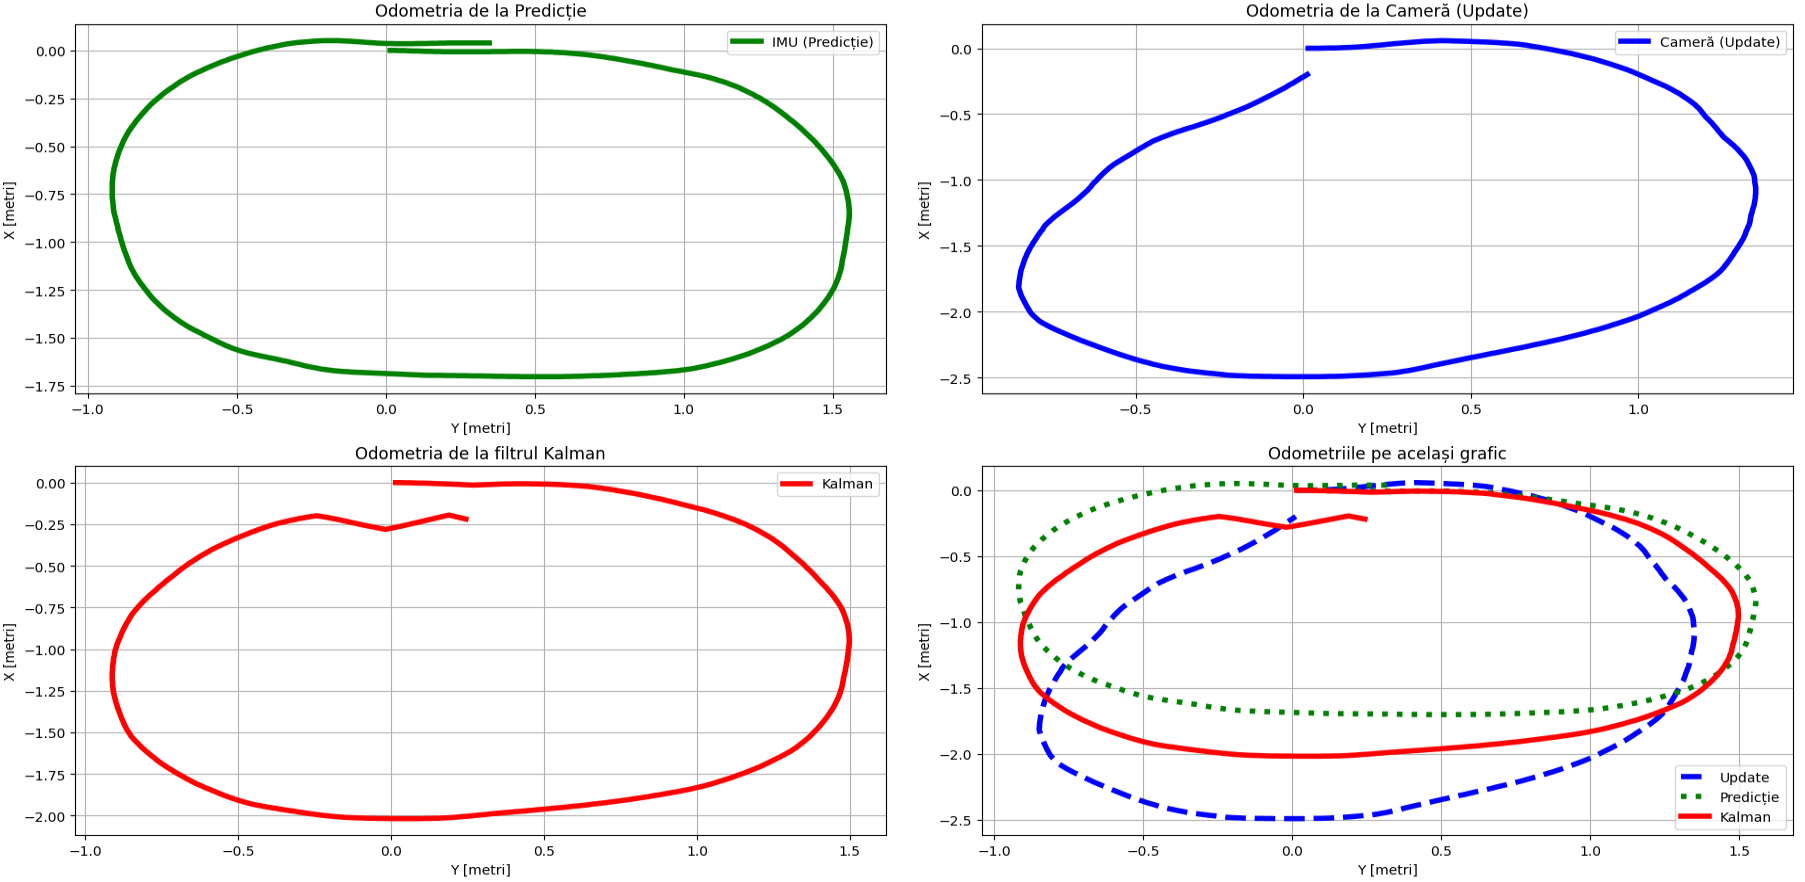 Odometria de la Predicție
IMU (Predicție)
0.00
−0.25
−0.50
−0.75
−1.00
−1.25
−1.50
−1.75
X [metri]
−1.0
−0.5
0.0
0.5
1.0
1.5
Y [metri]
Odometria de la Cameră (Update)
Cameră (Update)
0.0
−0.5
−1.0
−1.5
−2.0
−2.5
X [metri]
−0.5
0.0
0.5
1.0
Y [metri]
Odometria de la filtrul Kalman
Kalman
0.00
−0.25
−0.50
−0.75
−1.00
−1.25
−1.50
−1.75
−2.00
X [metri]
−1.0
−0.5
0.0
0.5
1.0
1.5
Y [metri]
Odometriile pe același grafic
0.0
−0.5
−1.0
−1.5
−2.0
−2.5
X [metri]
Update
Predicție
Kalman
−1.0
−0.5
0.0
0.5
1.0
1.5
Y [metri]